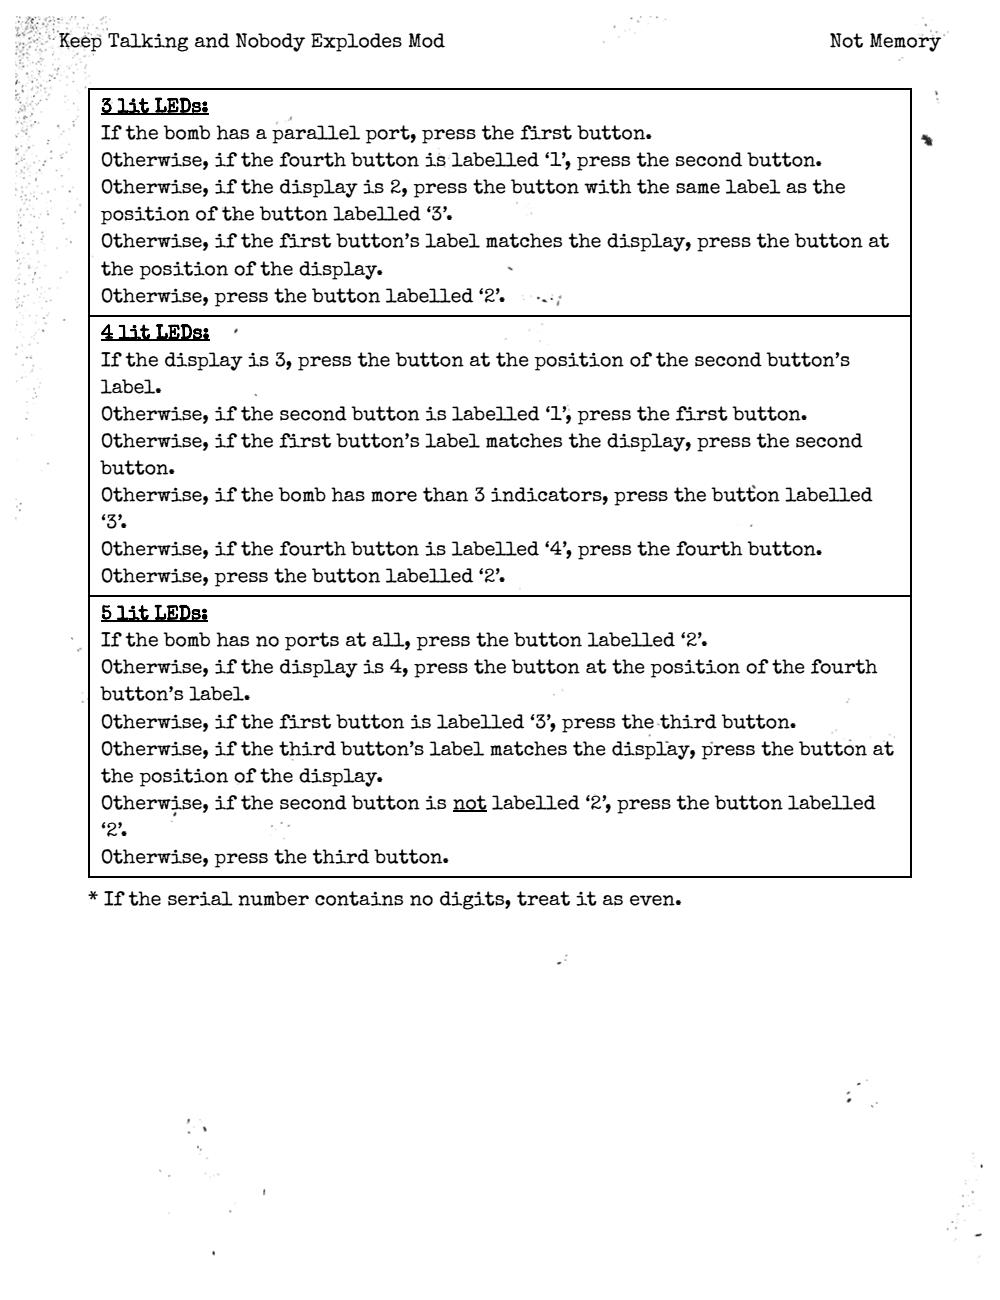 Keep Talking and Nobody Explodes Mod
Not Memory
3 lit LEDs:
If the bomb has a parallel port, press the first button.
Otherwise, if the fourth button is labelled ‘1’, press the second button.
Otherwise, if the display is 2, press the button with the same label as the
position of the button labelled ‘3’.
Otherwise, if the first button’s label matches the display, press the button at
the position of the display.
Otherwise, press the button labelled ‘2’.
4 lit LEDs:
If the display is 3, press the button at the position of the second button’s
label.
Otherwise, if the second button is labelled ‘1’, press the first button.
Otherwise, if the first button’s label matches the display, press the second
button.
Otherwise, if the bomb has more than 3 indicators, press the button labelled
‘3’.
Otherwise, if the fourth button is labelled ‘4’, press the fourth button.
Otherwise, press the button labelled ‘2’.
5 lit LEDs:
If the bomb has no ports at all, press the button labelled ‘2’.
Otherwise, if the display is 4, press the button at the position of the fourth
button’s label.
Otherwise, if the first button is labelled ‘3’, press the third button.
Otherwise, if the third button’s label matches the display, press the button at
the position of the display.
Otherwise, if the second button is not labelled ‘2’, press the button labelled
‘2’.
Otherwise, press the third button.
* If the serial number contains no digits, treat it as even.